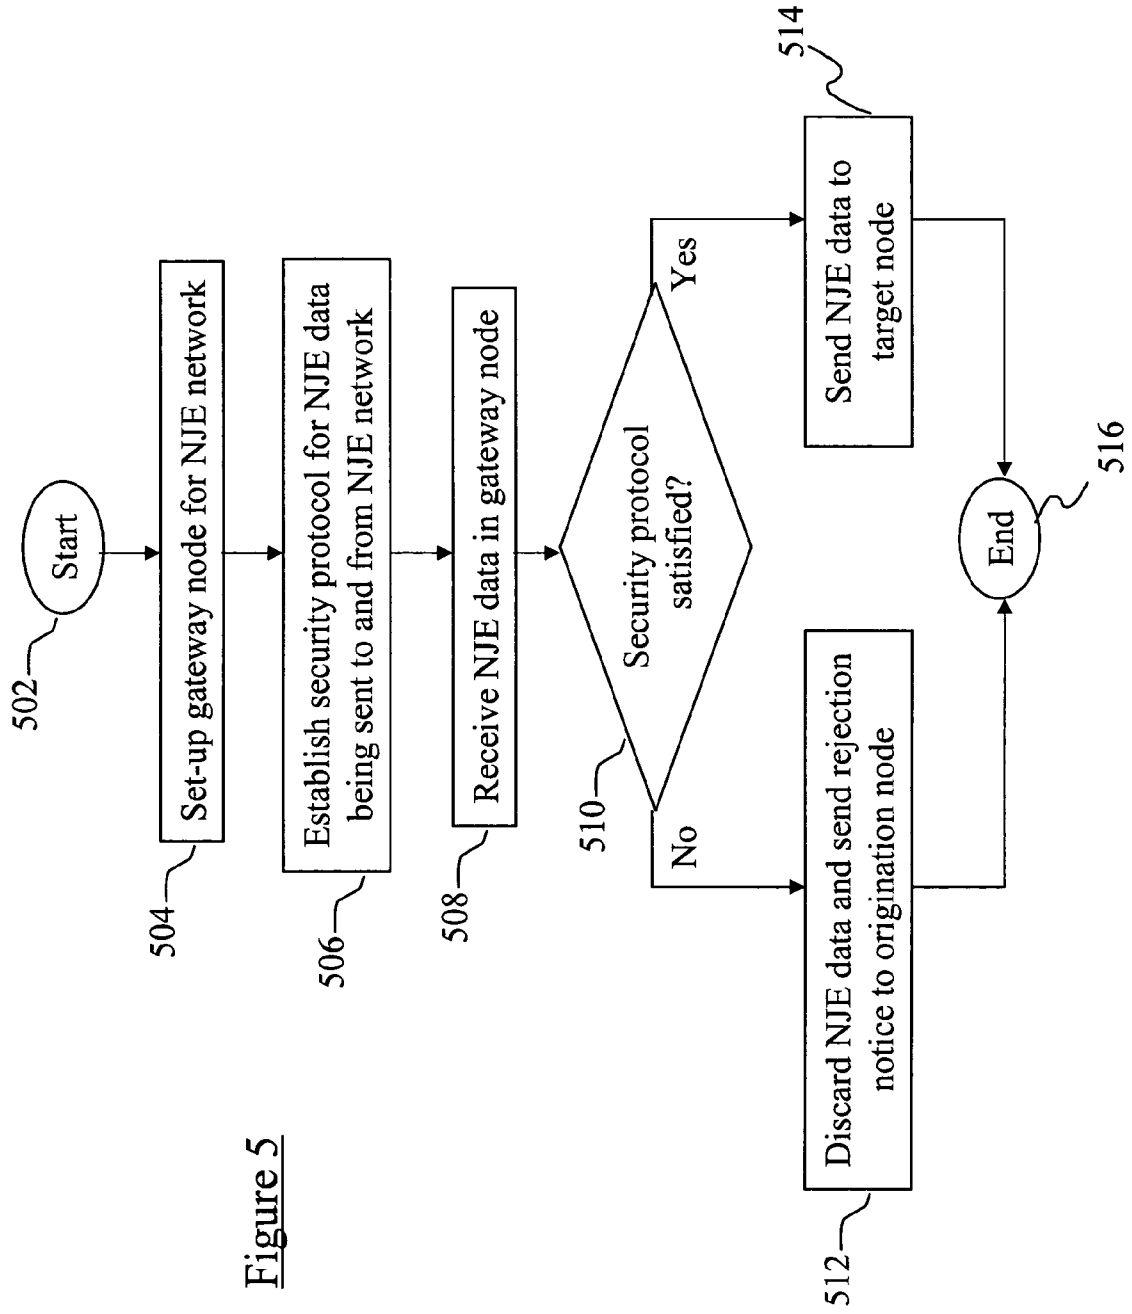 Figure 5
502
Start
504
Set-up gateway node for NJE network
506
Establish security protocol for NJE data
being sent to and from NJE network
508
Receive NJE data in gateway node
510
Security protocol
satisfied?
No
Yes
512
Discard NJE data and send rejection
notice to origination node
514
Send NJE data to
target node
End
516